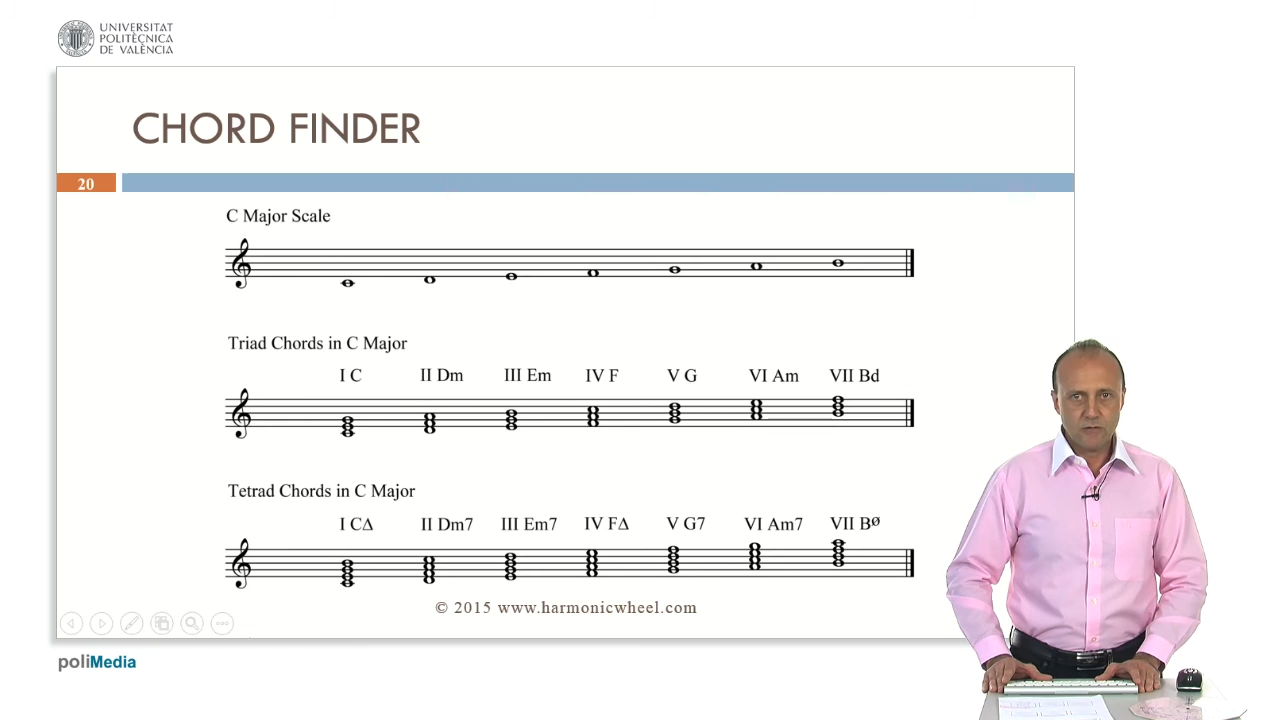 UNIVERSITAT
POLITÈCNICA
DE VALÈNCIA
CHORD FINDER
20
C Major Scale
Triad Chords in C Major
I C II Dm III Em IV F V G VI Am VII Bd
Tetrad Chords in C Major
I C∆ II Dm7 III Em7 IV F∆ V G7 VI Am7 VII Bø
© 2015 www.harmonicwheel.com
poliMedia